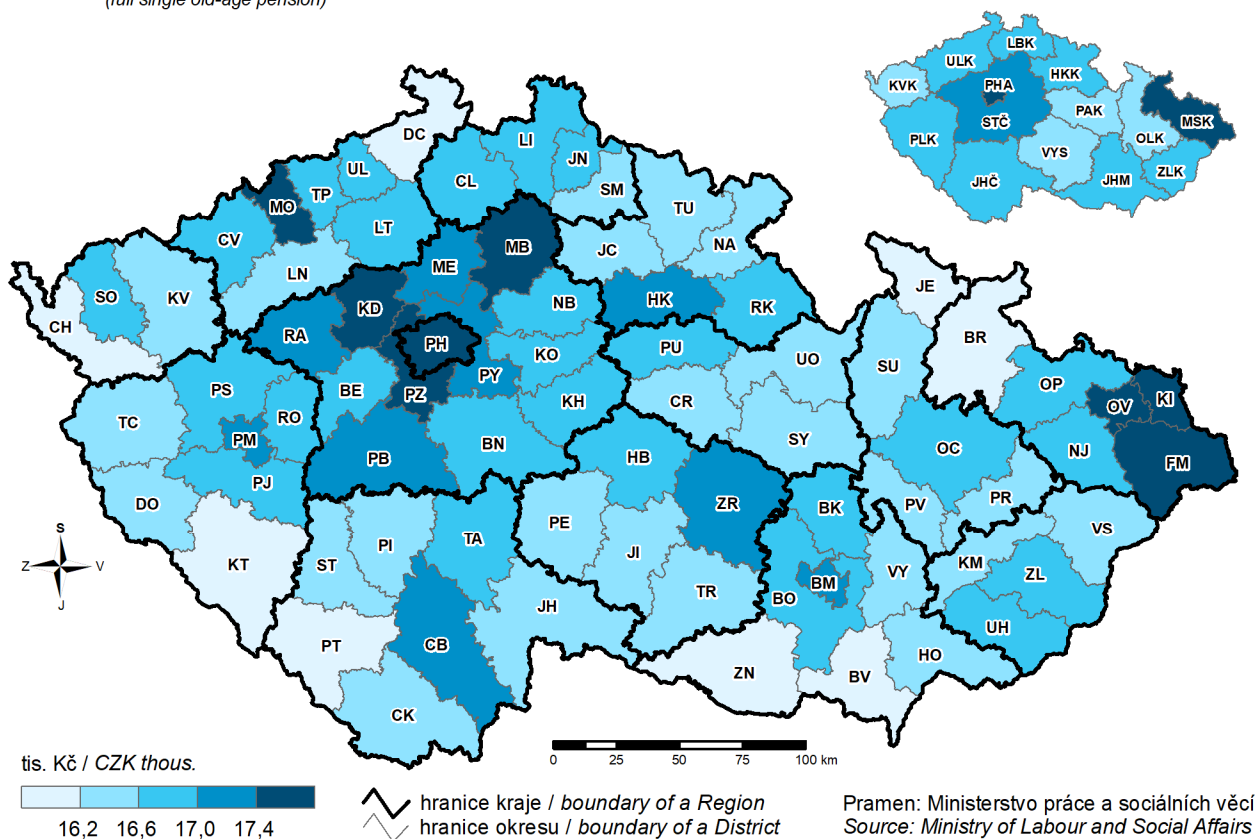 (full single old-age pension)
LBK
ULK
HKK
KVK
PHA
PAK
MSK
STČ
OLK
PLK
VYS
ZLK
JHČ
JHM
DC
LI
JN
UL
CL
SM
TP
MO
TU
LT
CV
NA
MB
JC
ME
LN
SO
KV
NB
HK
JE
KD
RK
CH
RA
BR
PH
KO
PU
UO
SU
PY
OP
PS
BE
PZ
KI
OV
RO
KH
CR
TC
PM
SY
BN
OC
NJ
PB
HB
FM
PJ
PR
DO
ZR
PV
BK
VS
PE
TA
PI
JI
S
Z
V
J
KT
ST
KM
VY
ZL
BM
TR
BO
JH
UH
PT
CB
HO
ZN
BV
CK
0 25 50 75 100 km
tis. Kč / CZK thous.
16,2 16,6 17,0 17,4
hranice kraje / boundary of a Region
hranice okresu / boundary of a District
Pramen: Ministerstvo práce a sociálních věcí
Source: Ministry of Labour and Social Affairs